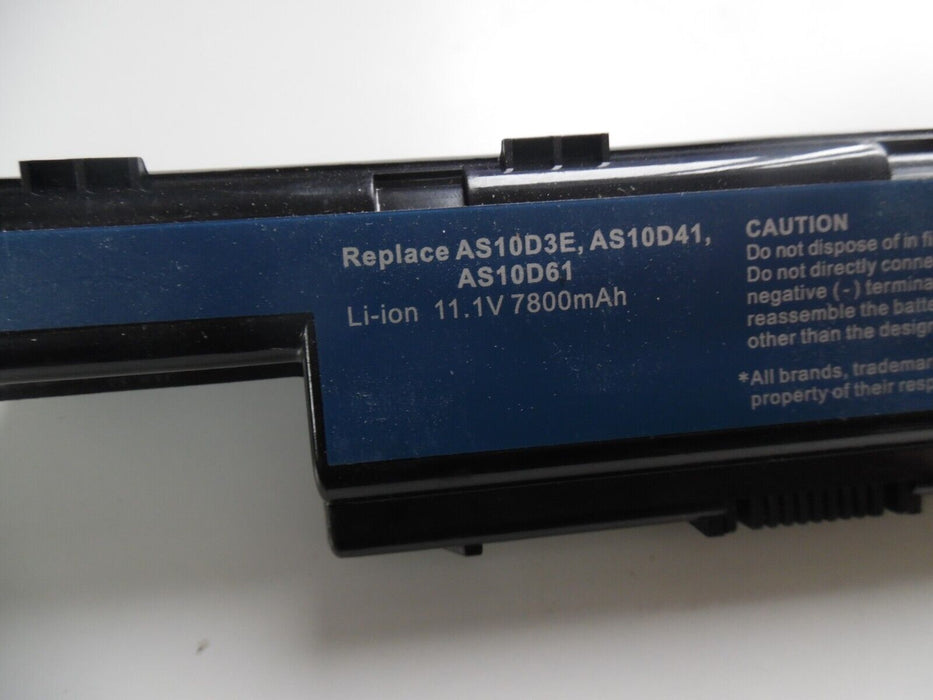 Replace AS10D3E, AS10D41,
AS10D61
Li-ion 11.1V 7800mAh
CAUTION
Do not dispose of in
Do not directly
negative (-)
reassemble the
other than the
*All brands,
property of their